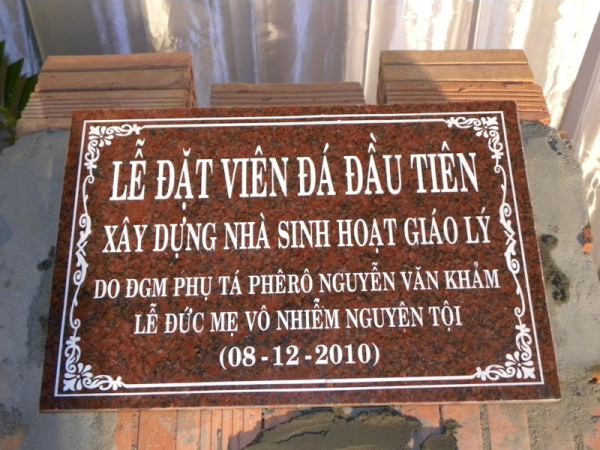 LỄ ĐẶT VIÊN ĐÁ ĐẦU TIÊN
XÂY DỰNG NHÀ SINH HOẠT GIÁO LÝ
DO ĐGM PHỤ TÁ PHÊRÔ NGUYỄN VĂN KHẢM
LỄ ĐỨC MẸ VÔ NHIỄM NGUYÊN TỘI
(08-12-2010)